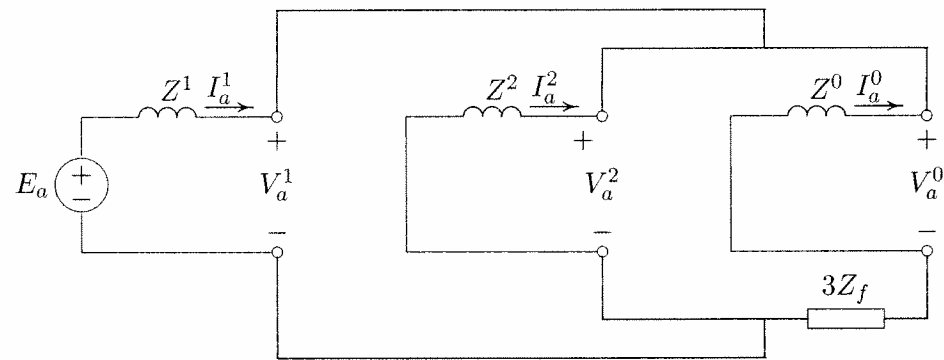 Z^1 I_a^1 Z^2 I_a^2 Z^0 I_a^0
+ + +
E_a + − V_a^1 V_a^2 V_a^0
− − −
3Z_f